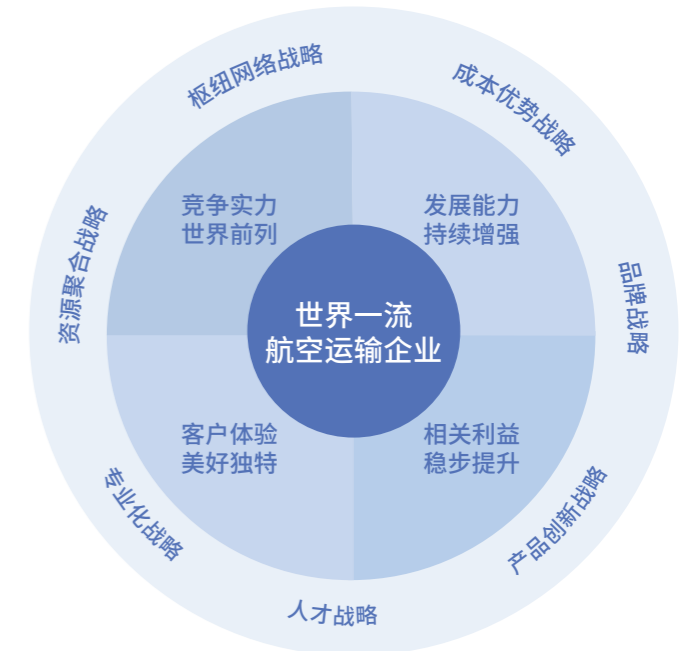 枢纽网络战略
成本优势战略
资源聚合战略
品牌战略
竞争实力
世界前列
发展能力
持续增强
世界一流
航空运输企业
客户体验
美好独特
相关利益
稳步提升
专业化战略
产品创新战略
人才战略